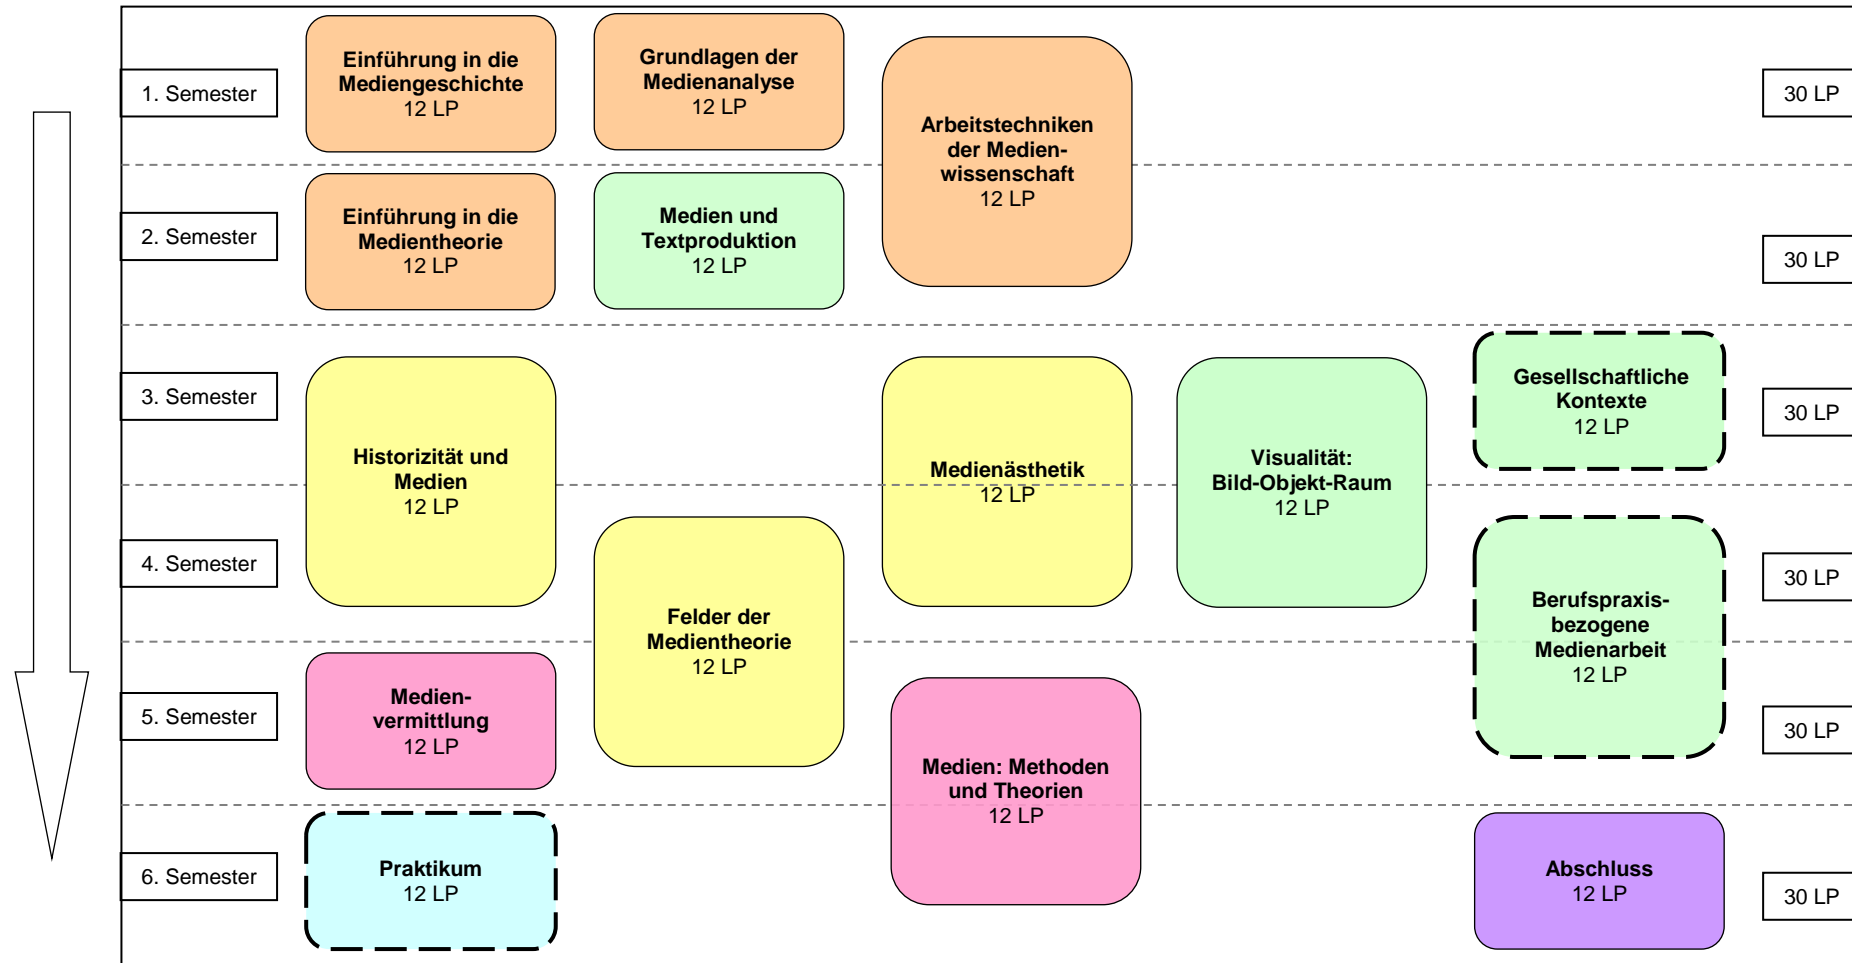 1. Semester
Einführung in die
Mediengeschichte
12 LP
Grundlagen der
Medienanalyse
12 LP
Arbeitstechniken
der Medien-
wissenschaft
12 LP
30 LP
2. Semester
Einführung in die
Medientheorie
12 LP
Medien und
Textproduktion
12 LP
30 LP
3. Semester
Historizität und
Medien
12 LP
Medienästhetik
12 LP
Visualität:
Bild-Objekt-Raum
12 LP
Gesellschaftliche
Kontexte
12 LP
30 LP
4. Semester
Felder der
Medientheorie
12 LP
Berufspraxis-
bezogene
Medienarbeit
12 LP
30 LP
5. Semester
Medien-
vermittlung
12 LP
Medien: Methoden
und Theorien
12 LP
30 LP
6. Semester
Praktikum
12 LP
Abschluss
12 LP
30 LP